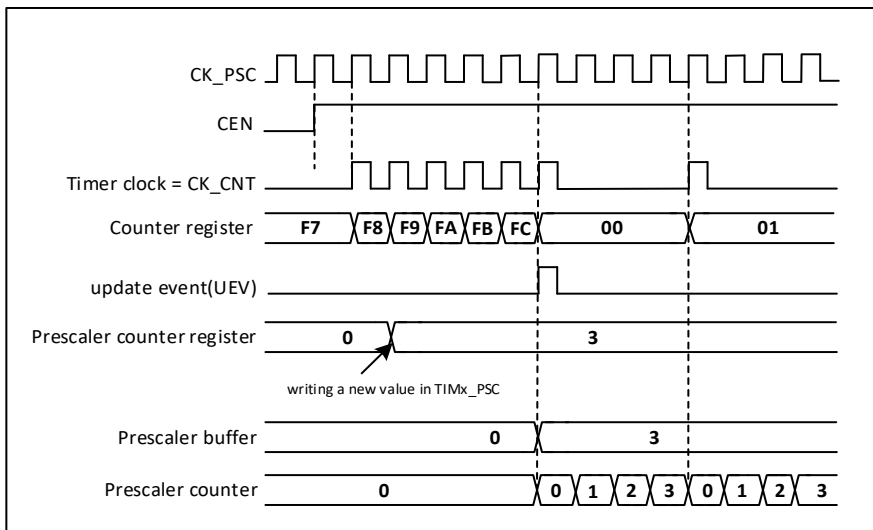 CK_PSC
CEN
Timer clock = CK_CNT
Counter register F7 F8 F9 FA FB FC 00 01
update event(UEV)
Prescaler counter register 0 3
writing a new value in TIMx_PSC
Prescaler buffer 0 3
Prescaler counter 0 0 1 2 3 0 1 2 3